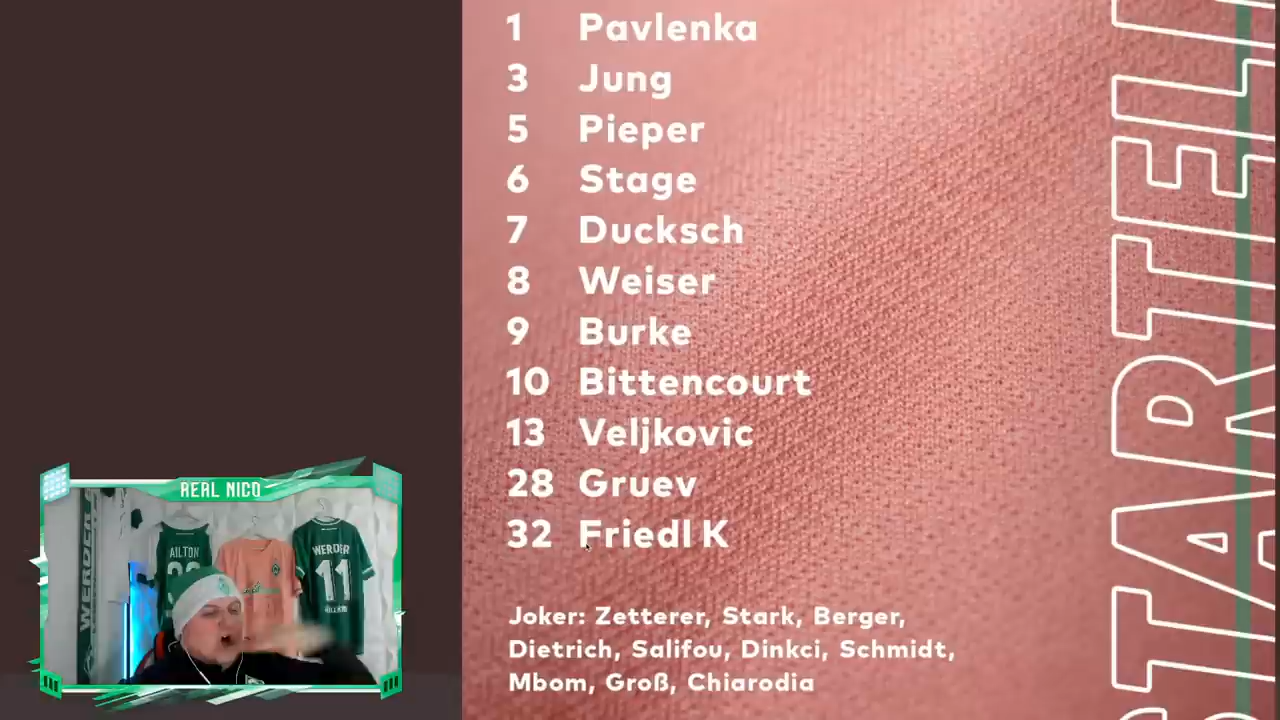 1 Pavlenka
3 Jung
5 Pieper
6 Stage
7 Ducksch
8 Weiser
9 Burke
10 Bittencourt
13 Veljkovic
28 Gruev
32 Friedl K
Joker: Zetterer, Stark, Berger,
Dietrich, Salifou, Dinkci, Schmidt,
Mbom, Groß, Chiarodia
STARTEL
REAL NICO
WERDER
AILTON
WERDER
11